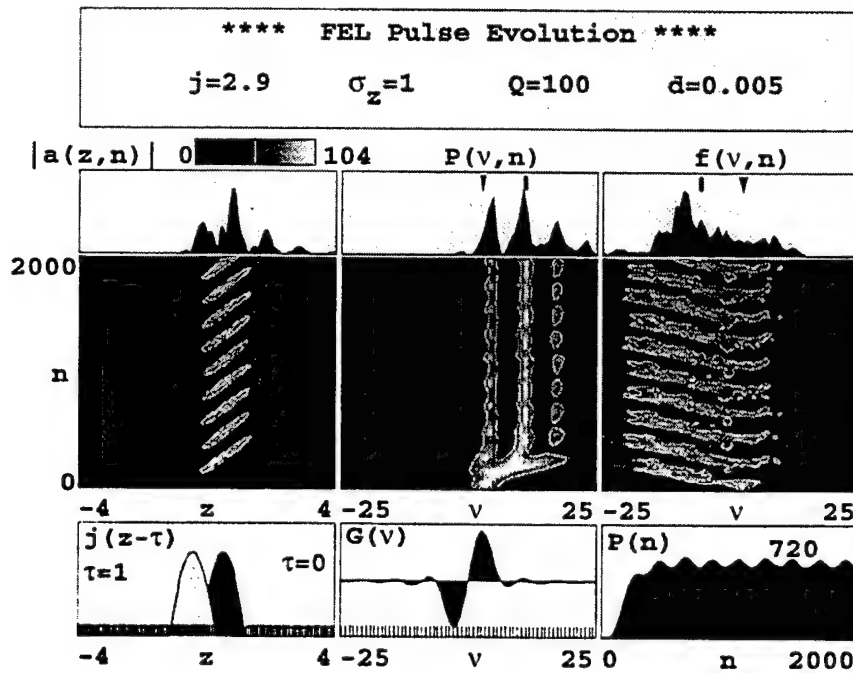 **** FEL Pulse Evolution ****
j=2.9 σz=1 Q=100 d=0.005
|a(z,n)| 0 104 P(ν,n) f(ν,n)
2000
n
0
-4 z 4 -25 ν 25 -25 ν 25
j(z-τ) G(ν) P(n) 720
τ=1 τ=0
-4 z 4 -25 ν 25 0 n 2000